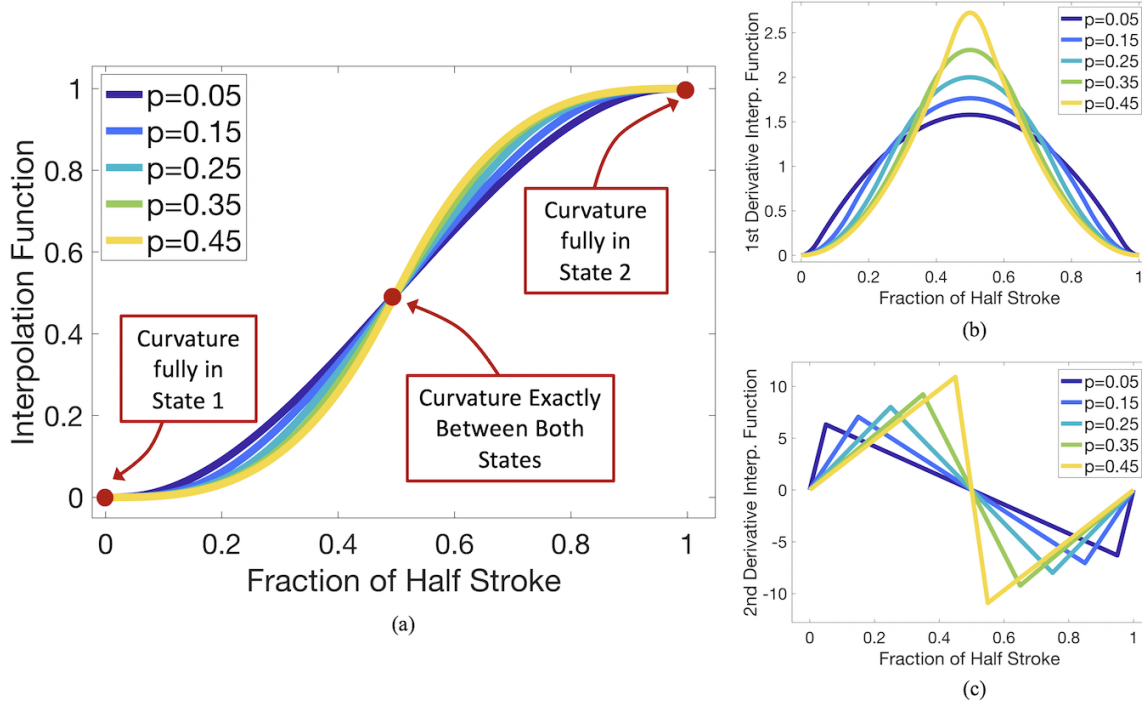 Interpolation Function
1
0.8
0.6
0.4
0.2
0
p=0.05
p=0.15
p=0.25
p=0.35
p=0.45
Curvature
fully in
State 1
Curvature Exactly
Between Both
States
Curvature
fully in
State 2
0 0.2 0.4 0.6 0.8 1
Fraction of Half Stroke
(a)
1st Derivative Interp. Function
2.5
2
1.5
1
0.5
0
p=0.05
p=0.15
p=0.25
p=0.35
p=0.45
0 0.2 0.4 0.6 0.8 1
Fraction of Half Stroke
(b)
2nd Derivative Interp. Function
10
5
0
-5
-10
p=0.05
p=0.15
p=0.25
p=0.35
p=0.45
0 0.2 0.4 0.6 0.8 1
Fraction of Half Stroke
(c)